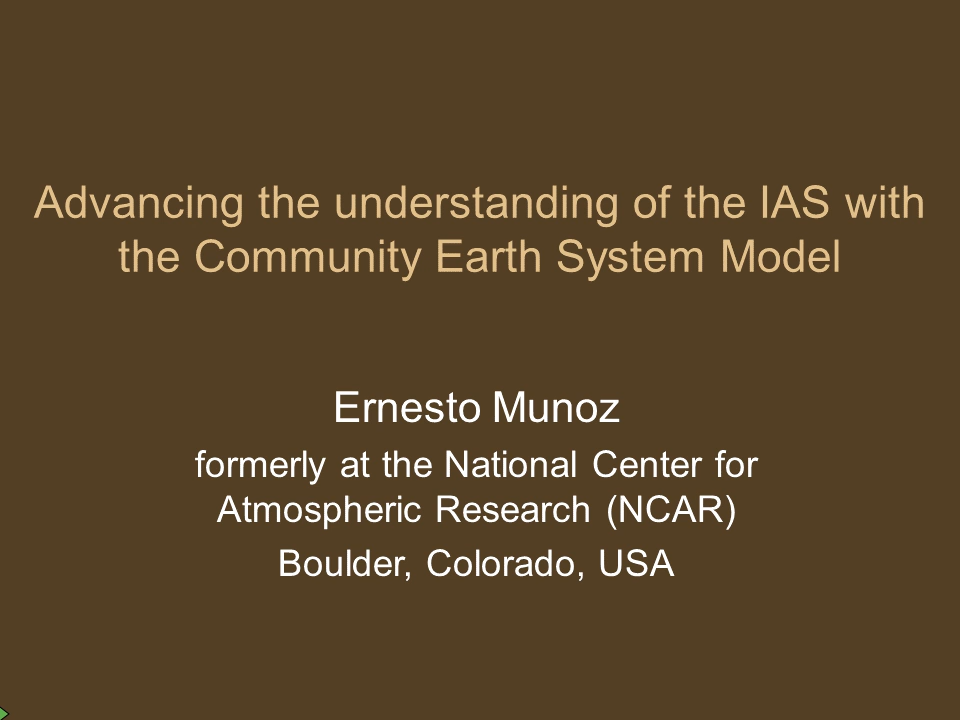 Advancing the understanding of the IAS with
the Community Earth System Model
Ernesto Munoz
formerly at the National Center for
Atmospheric Research (NCAR)
Boulder, Colorado, USA